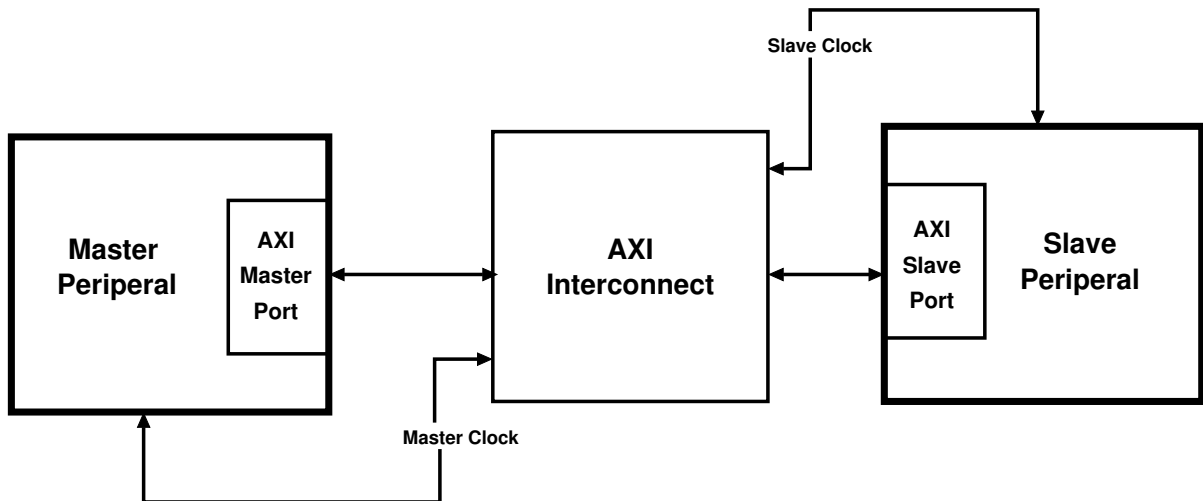 Slave Clock
Master
Periperal
AXI
Master
Port
AXI
Interconnect
AXI
Slave
Port
Slave
Periperal
Master Clock